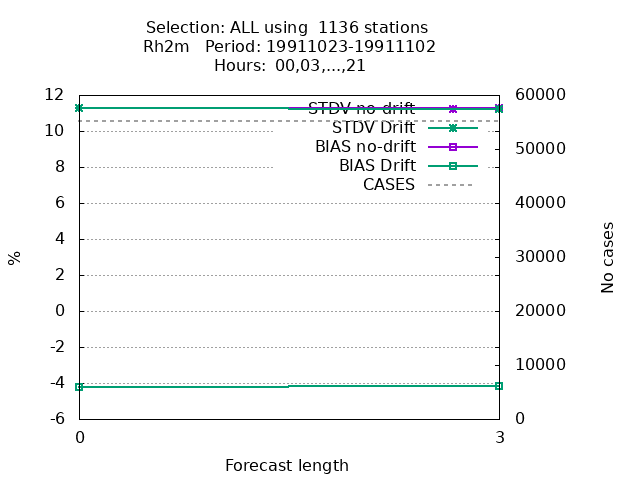 Selection: ALL using  1136 stations
Rh2m   Period: 19911023-19911102
Hours:  00,03,...,21
12
10
8
6
4
2
0
-2
-4
-6
%
STDV no-drift
STDV Drift
BIAS no-drift
BIAS Drift
CASES
60000
50000
40000
30000
20000
10000
0
No cases
0
3
Forecast length